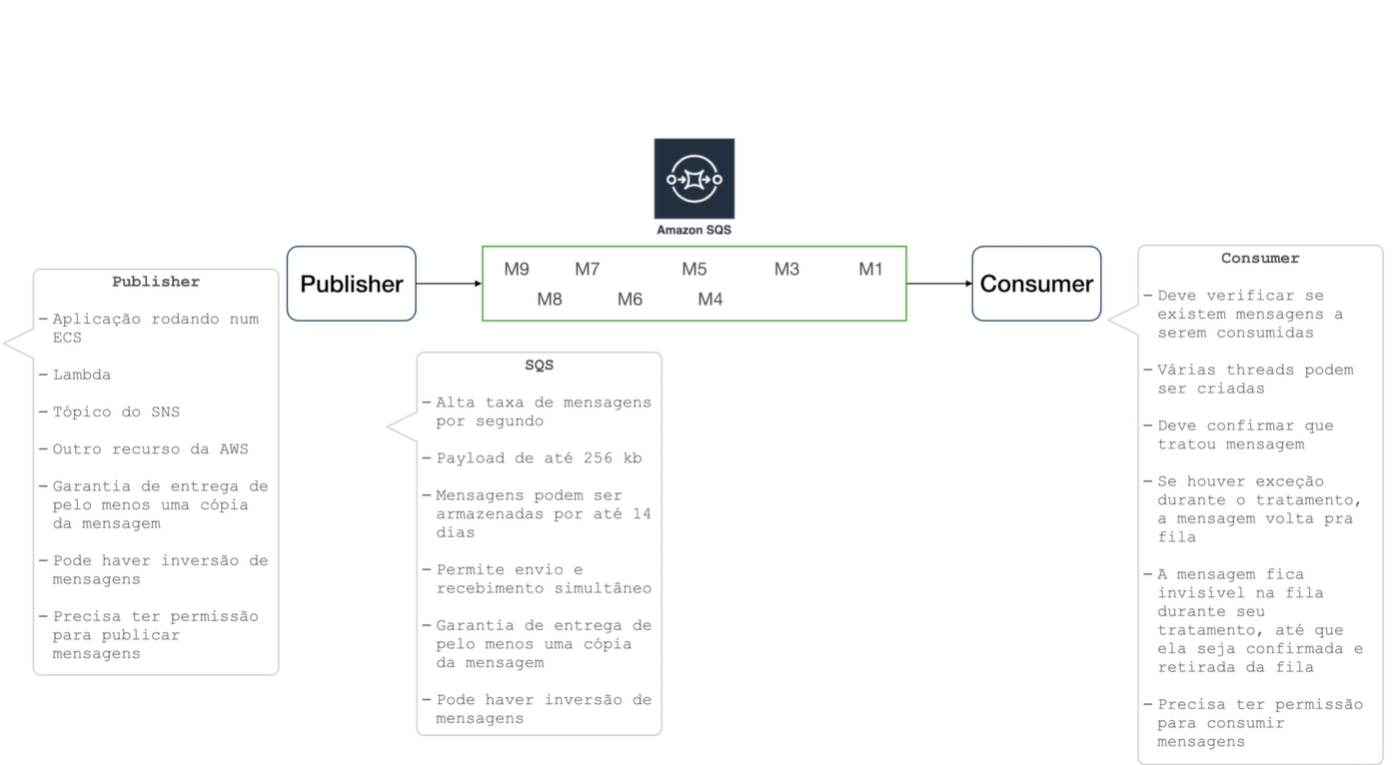 Amazon SQS
Publisher
M9 M7 M5 M3 M1
M8 M6 M4
Consumer
Publisher
– Aplicação rodando num
ECS
– Lambda
– Tópico do SNS
– Outro recurso da AWS
– Garantia de entrega de
pelo menos uma cópia
da mensagem
– Pode haver inversão de
mensagens
– Precisa ter permissão
para publicar
mensagens
SQS
– Alta taxa de mensagens
por segundo
– Payload de até 256 kb
– Mensagens podem ser
armazenadas por até 14
dias
– Permite envio e
recebimento simultâneo
– Garantia de entrega de
pelo menos uma cópia
da mensagem
– Pode haver inversão de
mensagens
Consumer
– Deve verificar se
existem mensagens a
serem consumidas
– Várias threads podem
ser criadas
– Deve confirmar que
tratou mensagem
– Se houver exceção
durante o tratamento,
a mensagem volta pra
fila
– A mensagem fica
invisível na fila
durante seu
tratamento, até que
ela seja confirmada e
retirada da fila
– Precisa ter permissão
para consumir
mensagens